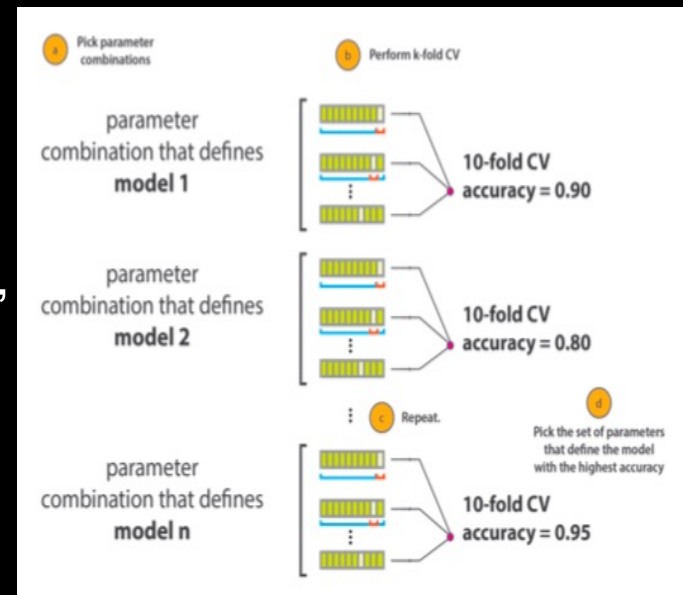 a Pick parameter
combinations
b Perform k-fold CV
parameter
combination that defines
model 1
10-fold CV
accuracy = 0.90
,
parameter
combination that defines
model 2
10-fold CV
accuracy = 0.80
c Repeat.
d
Pick the set of parameters
that define the model
with the highest accuracy
parameter
combination that defines
model n
10-fold CV
accuracy = 0.95